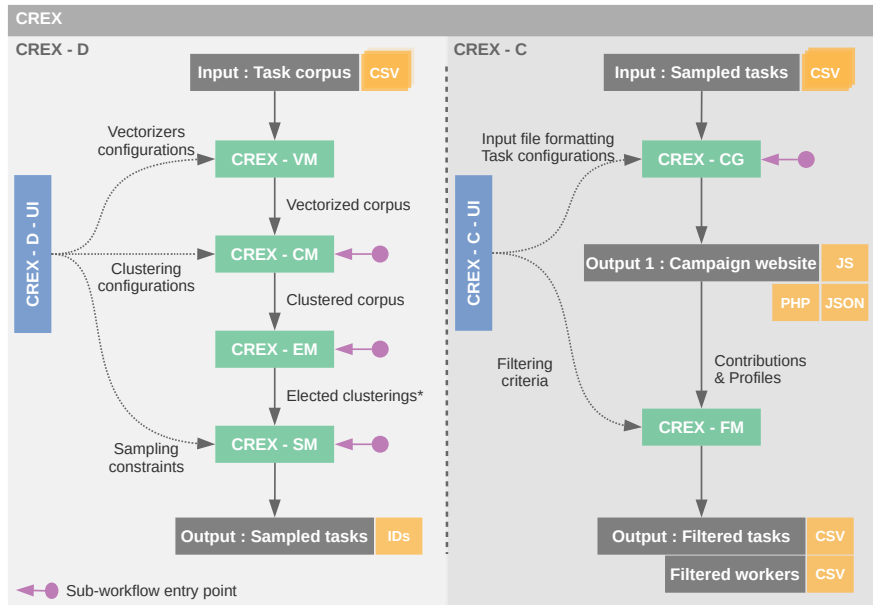 CREX
CREX - D
Input : Task corpus
CSV
Vectorizers
configurations
CREX - VM
Vectorized corpus
CREX - D - UI
CREX - CM
Clustering
configurations
Clustered corpus
CREX - EM
Elected clusterings*
CREX - SM
Sampling
constraints
Output : Sampled tasks
IDs
Sub-workflow entry point
CREX - C
Input : Sampled tasks
CSV
Input file formatting
Task configurations
CREX - CG
CREX - C - UI
Output 1 : Campaign website
JS
PHP
JSON
Filtering
criteria
Contributions
& Profiles
CREX - FM
Output : Filtered tasks
CSV
Filtered workers
CSV